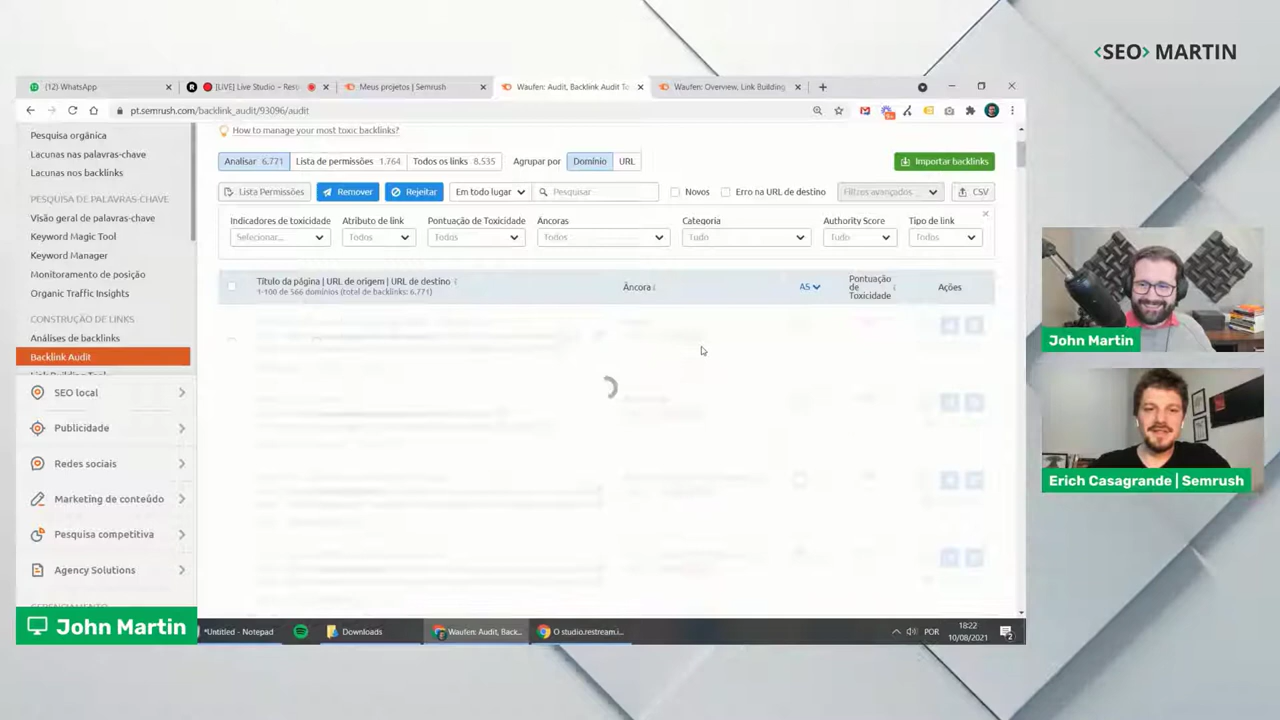 <SEO> MARTIN
(12) WhatsApp
[LIVE] Live Studio – Rest
Meus projetos | Semrush
Waufen: Audit, Backlink Audit To
Waufen: Overview, Link Building
pt.semrush.com/backlink_audit/93096/audit
Pesquisa orgânica
Lacunas nas palavras-chave
Lacunas nos backlinks
PESQUISA DE PALAVRAS-CHAVE
Visão geral de palavras-chave
Keyword Magic Tool
Keyword Manager
Monitoramento de posição
Organic Traffic Insights
CONSTRUÇÃO DE LINKS
Análises de backlinks
Backlink Audit
Link Building Tool
SEO local
Publicidade
Redes sociais
Marketing de conteúdo
Pesquisa competitiva
Agency Solutions
GERENCIAMENTO
How to manage your most toxic backlinks?
Analisar 6.771 Lista de permissões 1.764 Todos os links 8.535 Agrupar por Domínio URL Importar backlinks
Lista Permissões Remover Rejeitar Em todo lugar Pesquisar Novos Erro na URL de destino Filtros avançados ... CSV
Indicadores de toxicidade Atributo de link Pontuação de Toxicidade Âncoras Categoria Authority Score Tipo de link
Selecionar... Todos Todos Todos Tudo Tudo Todos
Título da página | URL de origem | URL de destino Âncora AS Pontuação de Toxicidade Ações
1-100 de 566 domínios (total de backlinks: 6.771)
John Martin
Erich Casagrande | Semrush
John Martin
*Untitled - Notepad
Downloads
Waufen: Audit, Back...
O studio.restream.i...
POR
18:22
10/08/2021
2